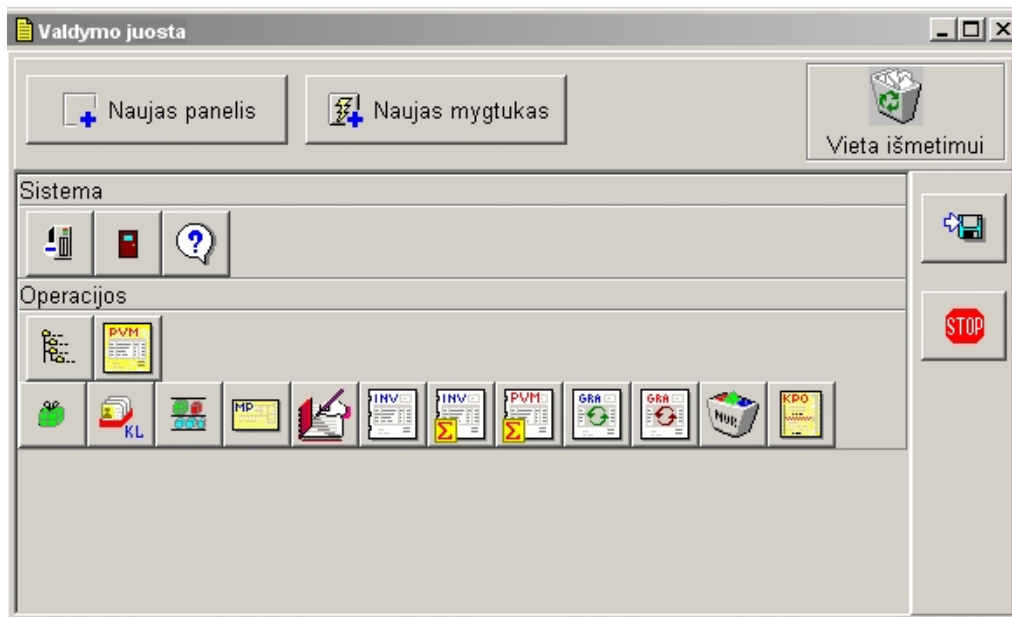 Valdymo juosta
Naujas panelis
Naujas mygtukas
Vieta išmetimui
Sistema
?
Operacijos
STOP
PVM
KL
MP
INV
INV
Σ
PVM
Σ
GRA
GRA
NUR
KPO